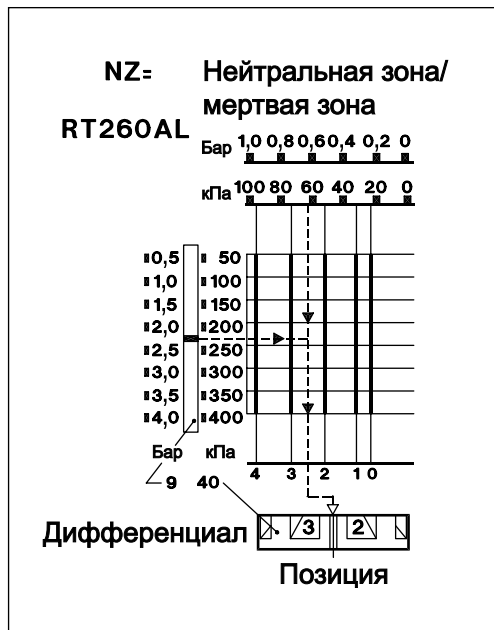 NZ= Нейтральная зона/
мертвая зона
RT260AL
Бар 1,0 0,8 0,6 0,4 0,2 0
кПа 100 80 60 40 20 0
0,5 50
1,0 100
1,5 150
2,0 200
2,5 250
3,0 300
3,5 350
4,0 400
Бар кПа
4 3 2 1 0
9 40
3 2
Дифференциал
Позиция